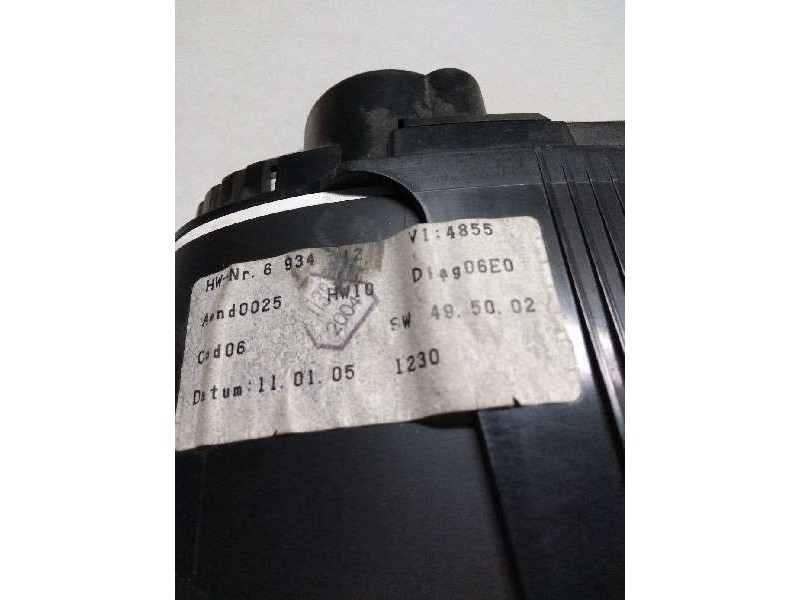 HW-Nr. 6 934 12 VI:4855
Aend0025 HW10 Diag06E0
Cod06 SW 49.50.02
Datum:11.01.05 1230
2004